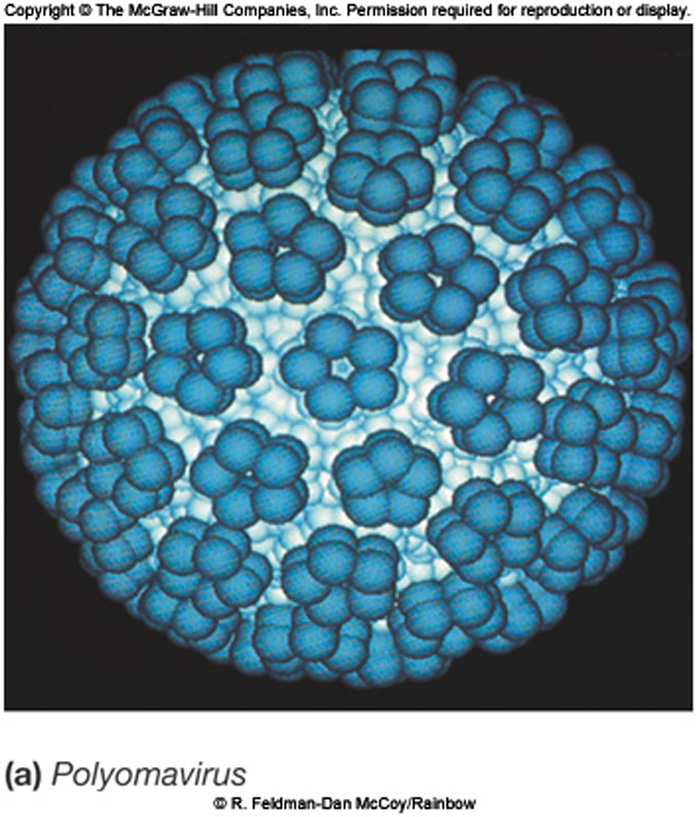 Copyright © The McGraw-Hill Companies, Inc. Permission required for reproduction or display.
(a) Polyomavirus
© R. Feldman-Dan McCoy/Rainbow